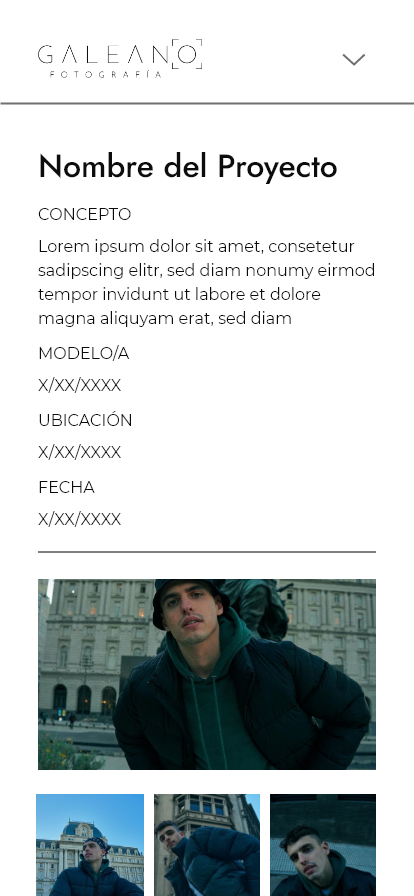 GALEANO
FOTOGRAFÍA
Nombre del Proyecto
CONCEPTO
Lorem ipsum dolor sit amet, consetetur
sadipscing elitr, sed diam nonumy eirmod
tempor invidunt ut labore et dolore
magna aliquyam erat, sed diam
MODELO/A
X/XX/XXXX
UBICACIÓN
X/XX/XXXX
FECHA
X/XX/XXXX